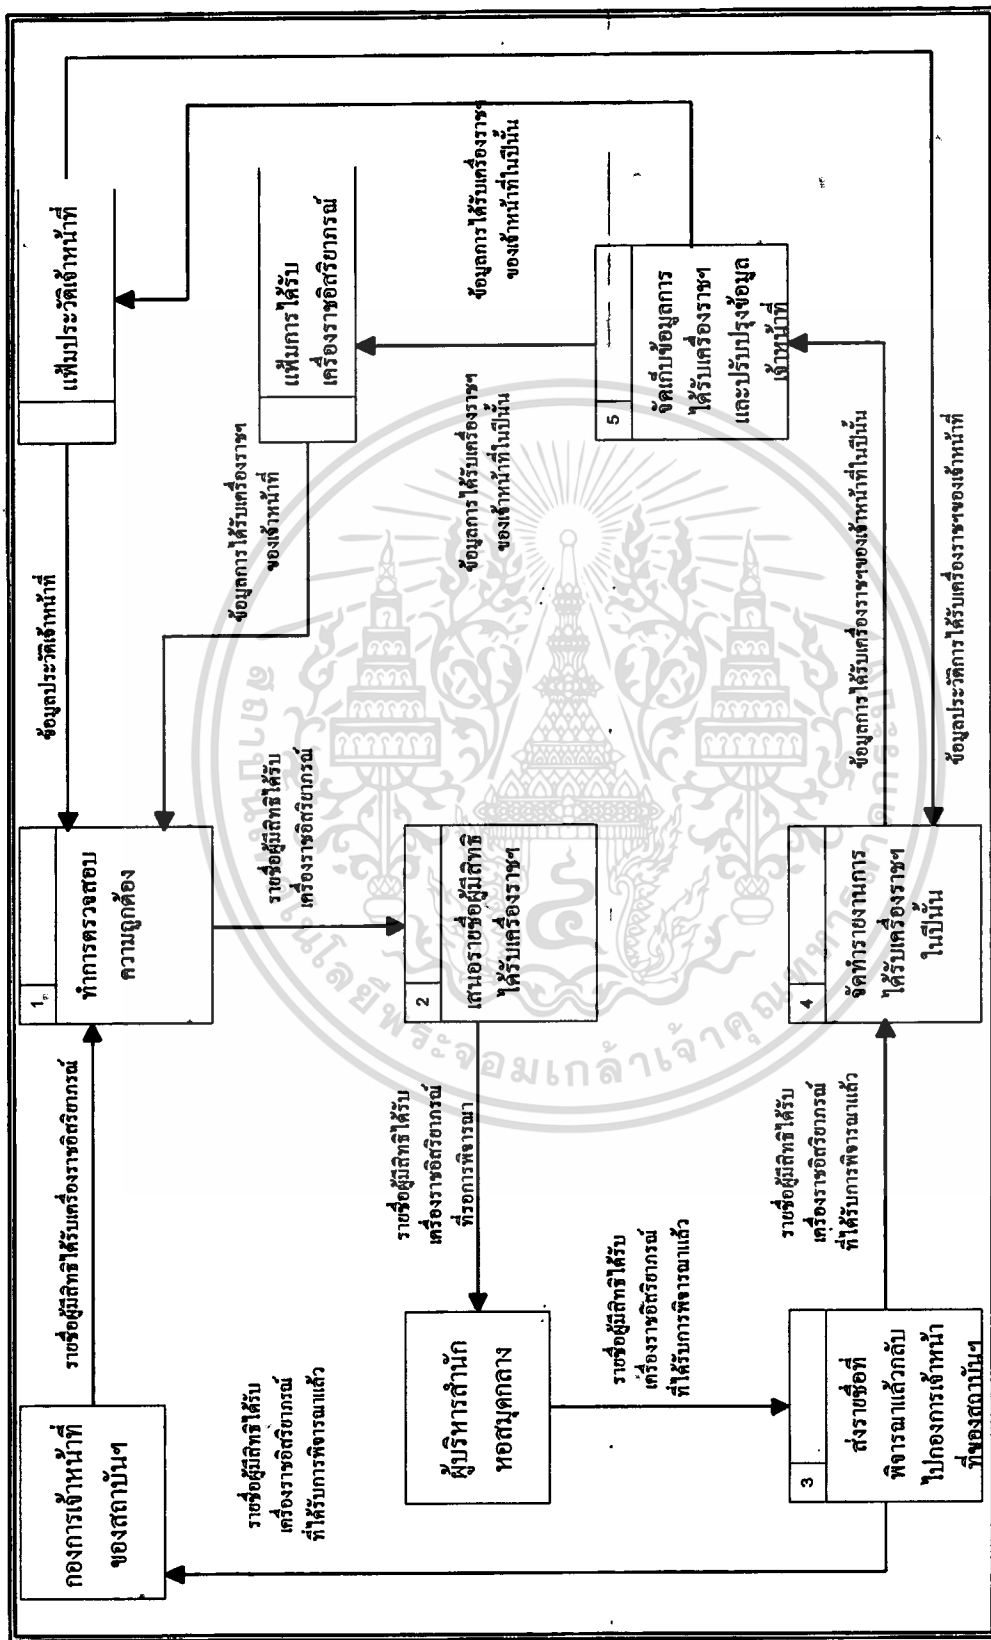 กองการเจ้าหน้าที่
ของสถาบันฯ
รายชื่อผู้มีสิทธิได้รับเครื่องราชอิสริยาภรณ์
1
ทำการตรวจสอบ
ความถูกต้อง
ข้อมูลประวัติเจ้าหน้าที่
แฟ้มประวัติเจ้าหน้าที่
ข้อมูลการได้รับเครื่องราชฯ
ของเจ้าหน้าที่
แฟ้มการได้รับ
เครื่องราชอิสริยาภรณ์
รายชื่อผู้มีสิทธิได้รับ
เครื่องราชอิสริยาภรณ์
ที่ได้รับการพิจารณาแล้ว
รายชื่อผู้มีสิทธิได้รับ
เครื่องราชอิสริยาภรณ์
ข้อมูลการได้รับเครื่องราชฯ
ของเจ้าหน้าที่ในปีนั้น
ผู้บริหารสำนัก
หอสมุดกลาง
รายชื่อผู้มีสิทธิได้รับ
เครื่องราชอิสริยาภรณ์
ที่รอการพิจารณา
2
เสนอรายชื่อผู้มีสิทธิ
ได้รับเครื่องราชฯ
ข้อมูลการได้รับเครื่องราชฯ
ของเจ้าหน้าที่ในปีนั้น
5
จัดเก็บข้อมูลการ
ได้รับเครื่องราชฯ
และปรับปรุงข้อมูล
เจ้าหน้าที่
รายชื่อผู้มีสิทธิได้รับ
เครื่องราชอิสริยาภรณ์
ที่ได้รับการพิจารณาแล้ว
3
ส่งรายชื่อที่
พิจารณาแล้วกลับ
ไปกองการเจ้าหน้า
ที่ของสถาบันฯ
รายชื่อผู้มีสิทธิได้รับ
เครื่องราชอิสริยาภรณ์
ที่ได้รับการพิจารณาแล้ว
4
จัดทำรายงานการ
ได้รับเครื่องราชฯ
ในปีนั้น
ข้อมูลการได้รับเครื่องราชฯของเจ้าหน้าที่ในปีนั้น
ข้อมูลประวัติการได้รับเครื่องราชฯของเจ้าหน้าที่